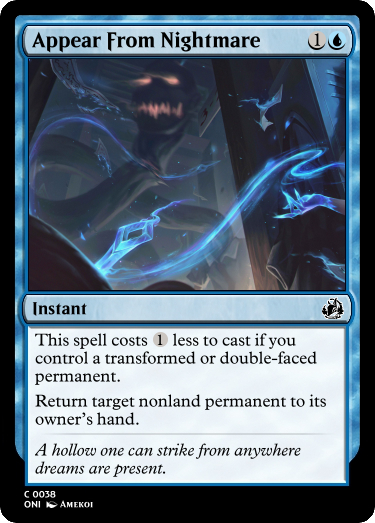 Appear From Nightmare 1
Instant
This spell costs 1 less to cast if you
control a transformed or double-faced
permanent.
Return target nonland permanent to its
owner's hand.
A hollow one can strike from anywhere
dreams are present.
C 0038
ONI AMEKOI